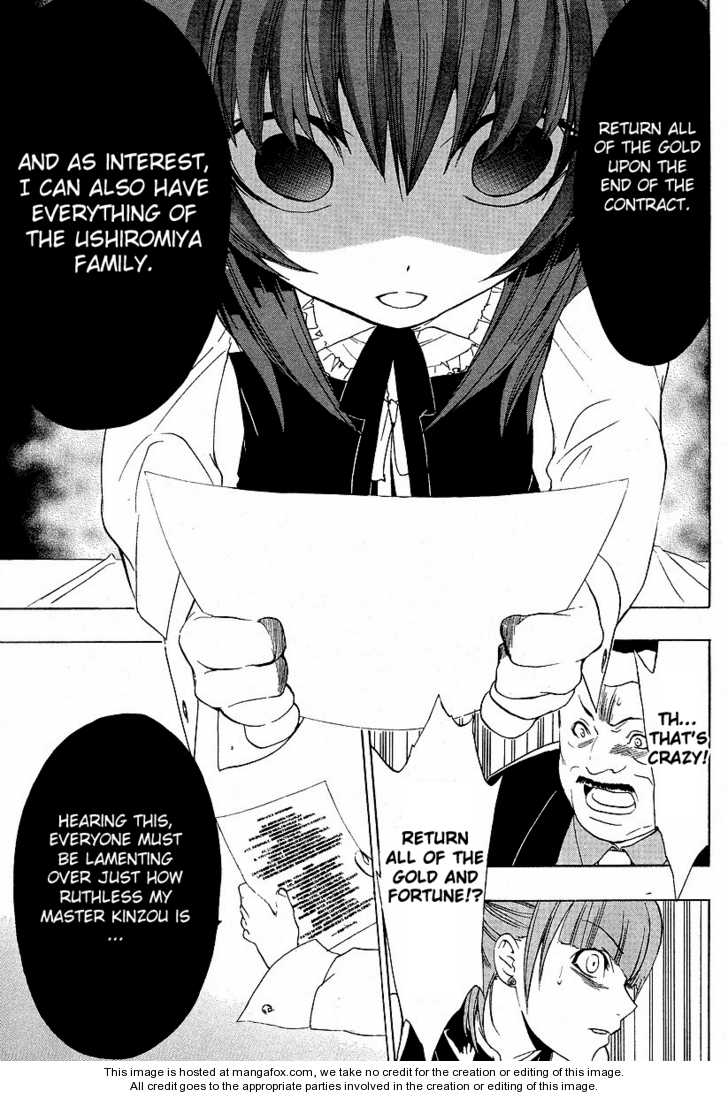 RETURN ALL
OF THE GOLD
UPON THE
END OF THE
CONTRACT.
AND AS INTEREST,
I CAN ALSO HAVE
EVERYTHING OF
THE USHIROMIYA
FAMILY.
TH...
THAT'S
CRAZY!
RETURN
ALL OF THE
GOLD AND
FORTUNE!?
HEARING THIS,
EVERYONE MUST
BE LAMENTING
OVER JUST HOW
RUTHLESS MY
MASTER KINZOU IS
...
This image is hosted at mangafox.com, we take no credit for the creation or editing of this image.
All credit goes to the appropriate parties involved in the creation or editing of this image.